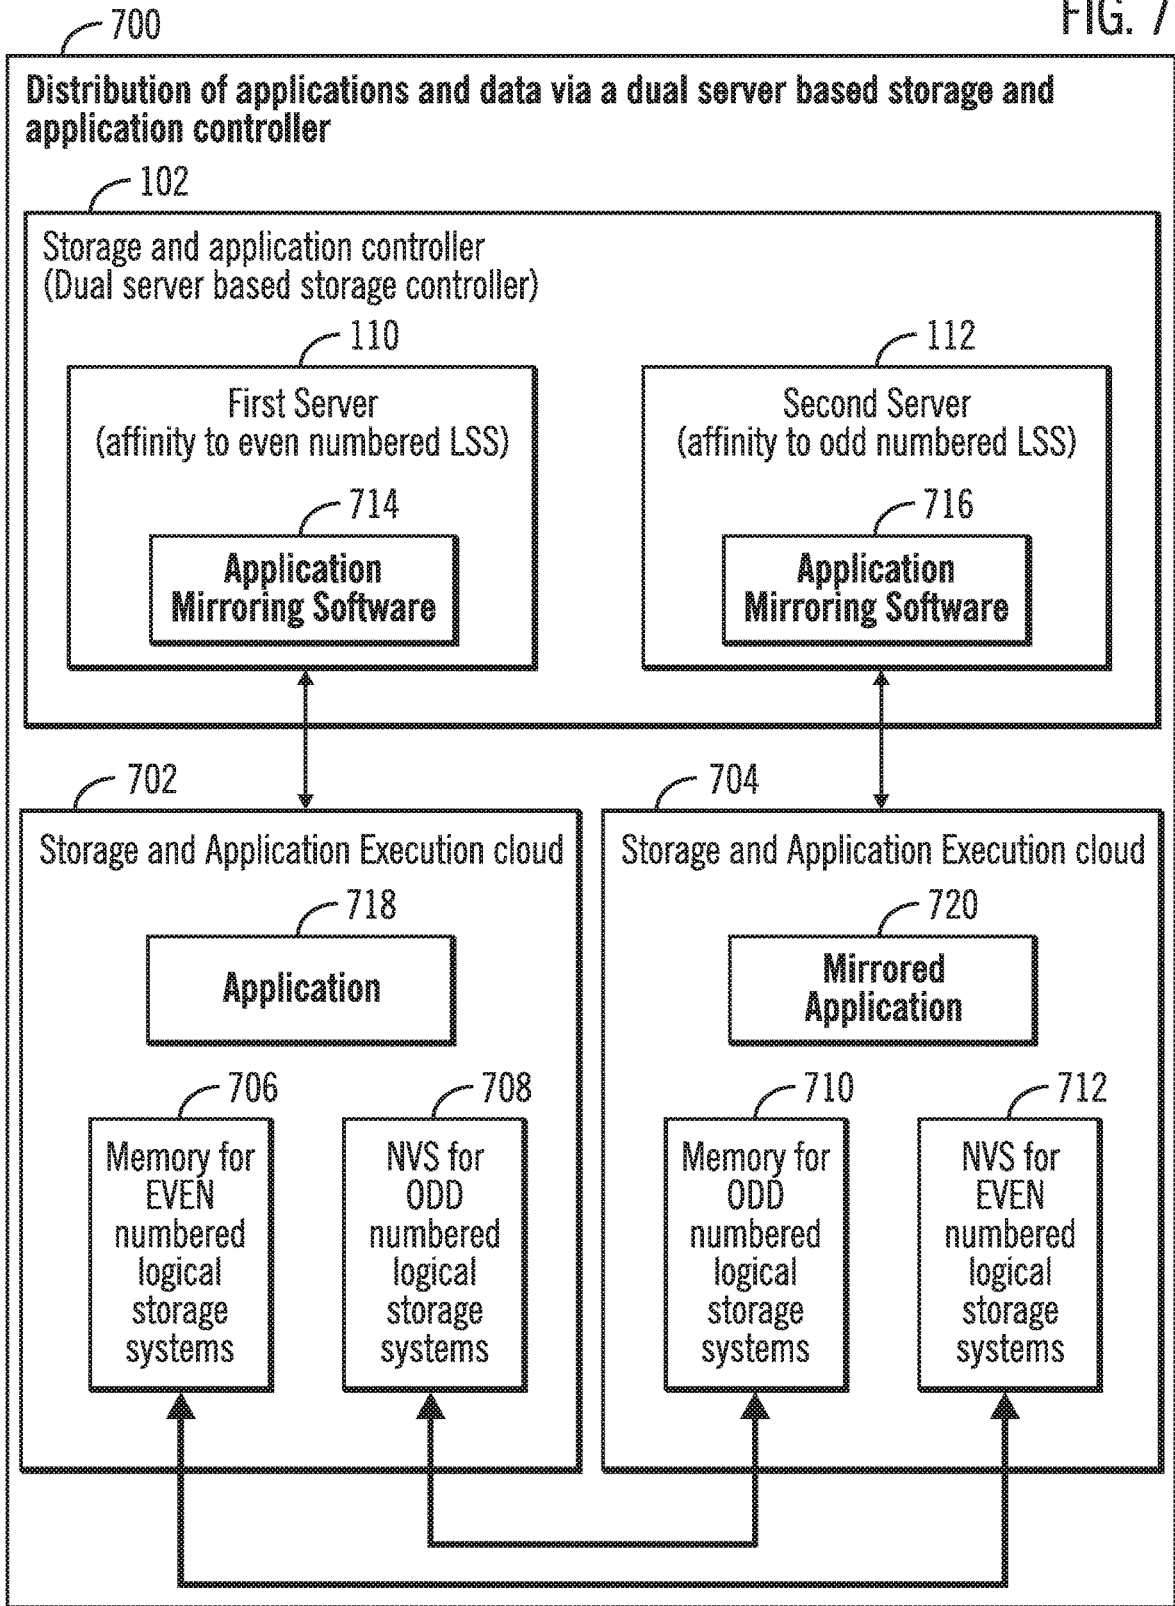 FIG. 7
700
Distribution of applications and data via a dual server based storage and
application controller
102
Storage and application controller
(Dual server based storage controller)
110
First Server
(affinity to even numbered LSS)
714
Application
Mirroring Software
112
Second Server
(affinity to odd numbered LSS)
716
Application
Mirroring Software
702
Storage and Application Execution cloud
718
Application
706
Memory for
EVEN
numbered
logical
storage
systems
708
NVS for
ODD
numbered
logical
storage
systems
704
Storage and Application Execution cloud
720
Mirrored
Application
710
Memory for
ODD
numbered
logical
storage
systems
712
NVS for
EVEN
numbered
logical
storage
systems